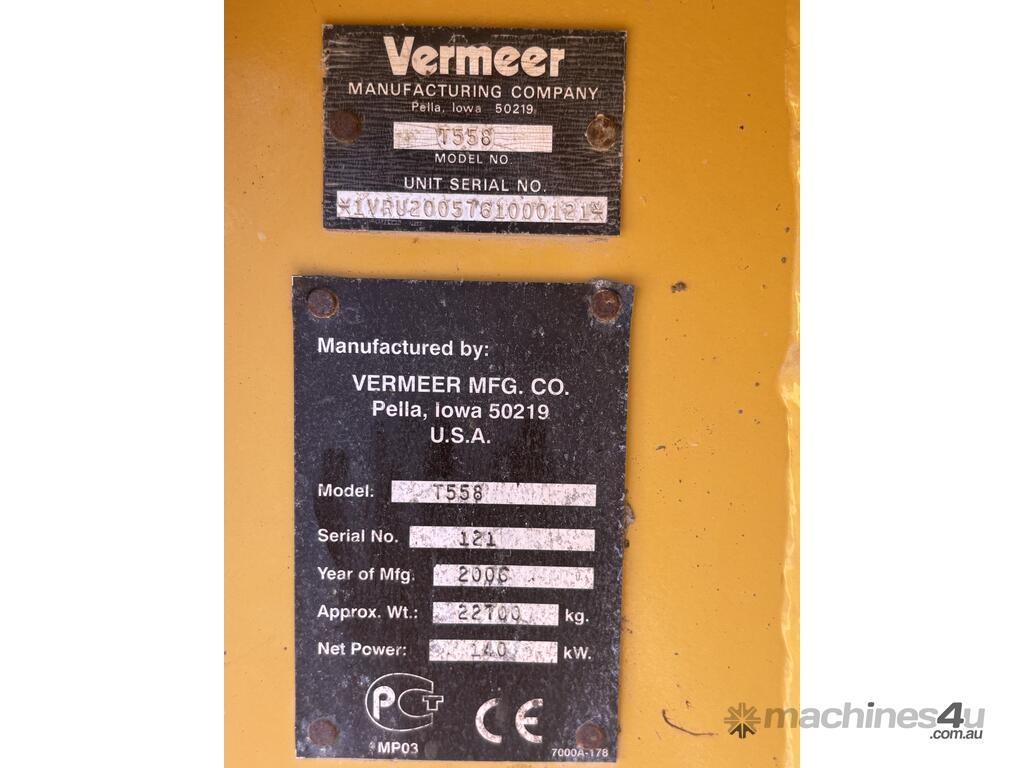 Vermeer
MANUFACTURING COMPANY
Pella, Iowa 50219
T558
MODEL NO
UNIT SERIAL NO.
*1VRU2005761000121*
Manufactured by:
VERMEER MFG. CO.
Pella, Iowa 50219
U.S.A.
Model: T558
Serial No. 121
Year of Mfg. 2006
Approx. Wt.: 22700 kg.
Net Power: 140 kW.
PCT CE
MP03 7000A-178
machines4u
.com.au